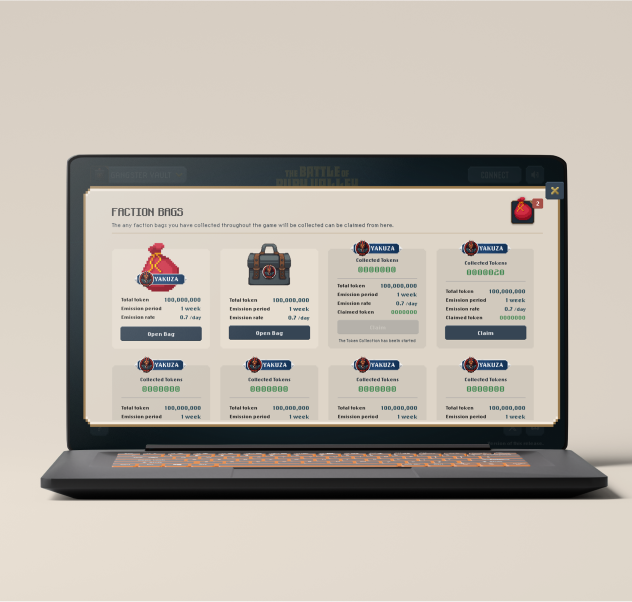 THE BATTLE OF
RUSH VALLEY
CONNECT
FACTION BAGS
The any faction bags you have collected throughout the game will be collected can be claimed from here.
2
YAKUZA
Total token 100,000,000
Emission period 1 week
Emission rate 0.7 /day
Open Bag
Total token 100,000,000
Emission period 1 week
Emission rate 0.7 /day
Open Bag
YAKUZA
Collected Tokens
0000000
Total token 100,000,000
Emission period 1 week
Emission rate 0.7 /day
Claimed token 0000000
Claim
The Token Collection has beete started
YAKUZA
Collected Tokens
0000020
Total token 100,000,000
Emission period 1 week
Emission rate 0.7 /day
Claimed token 0000000
Claim
YAKUZA
Collected Tokens
0000000
Total token 100,000,000
Emission period 1 week
YAKUZA
Collected Tokens
0000000
Total token 100,000,000
Emission period 1 week
YAKUZA
Collected Tokens
0000000
Total token 100,000,000
Emission period 1 week
YAKUZA
Collected Tokens
0000000
Total token 100,000,000
Emission period 1 week